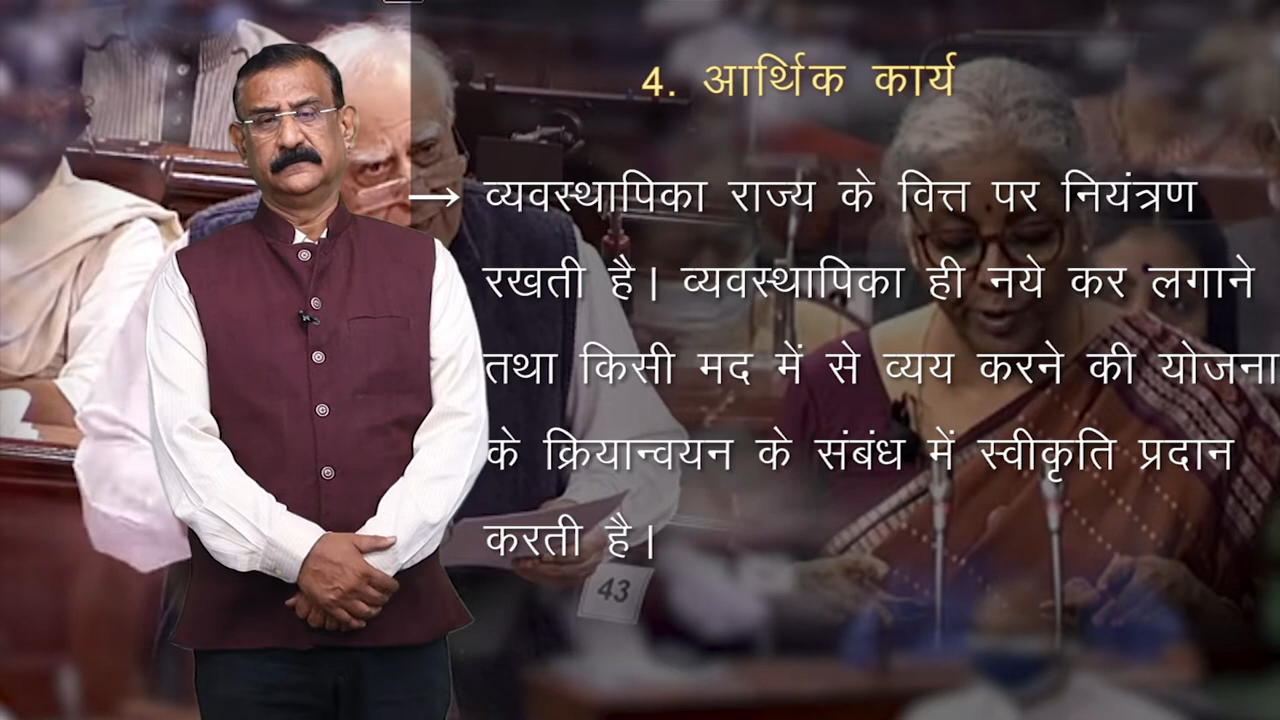 4. आर्थिक कार्य
→ व्यवस्थापिका राज्य के वित्त पर नियंत्रण
रखती है। व्यवस्थापिका ही नये कर लगाने
तथा किसी मद में से व्यय करने की योजना
के क्रियान्वयन के संबंध में स्वीकृति प्रदान
करती है।
43